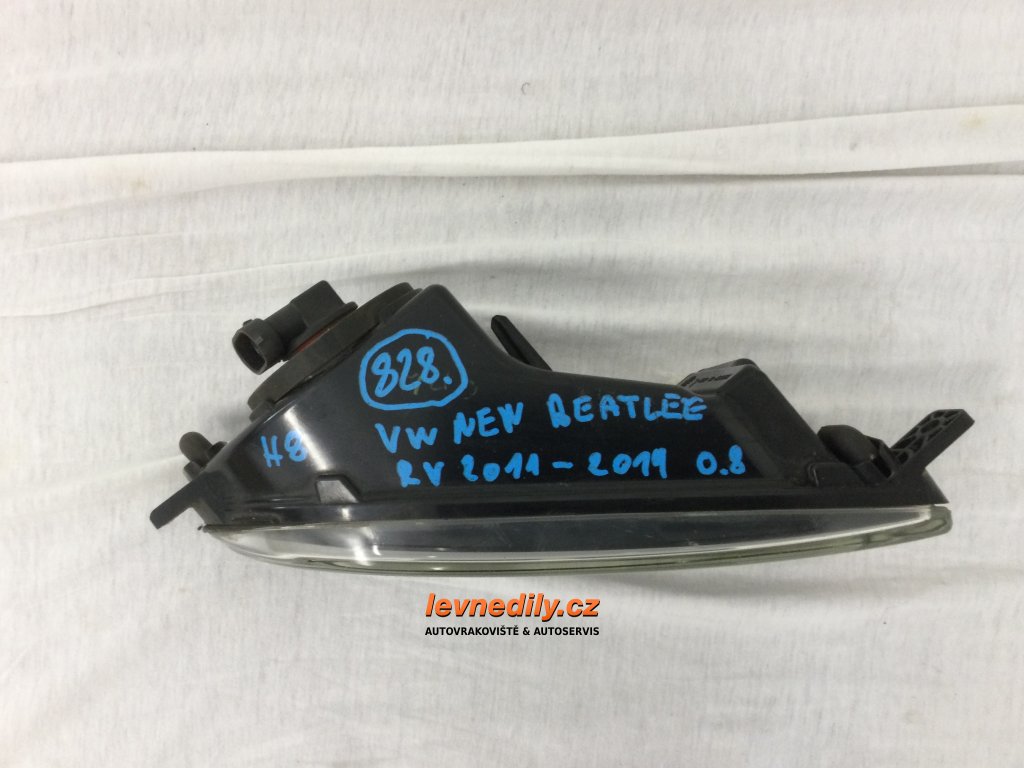 828.
VW NEW BEATLEE
H8 RV 2011-2019 0.8
levnedily.cz
AUTOVRAKOVIŠTĚ & AUTOSERVIS